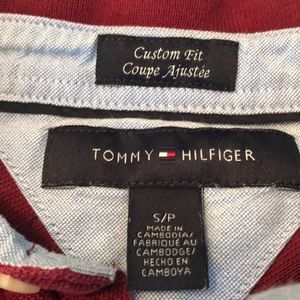 Custom Fit
Coupe Ajustée
TOMMY HILFIGER
S/P
MADE IN
CAMBODIA/
FABRIQUÉ AU
CAMBODGE/
HECHO EN
CAMBOYA